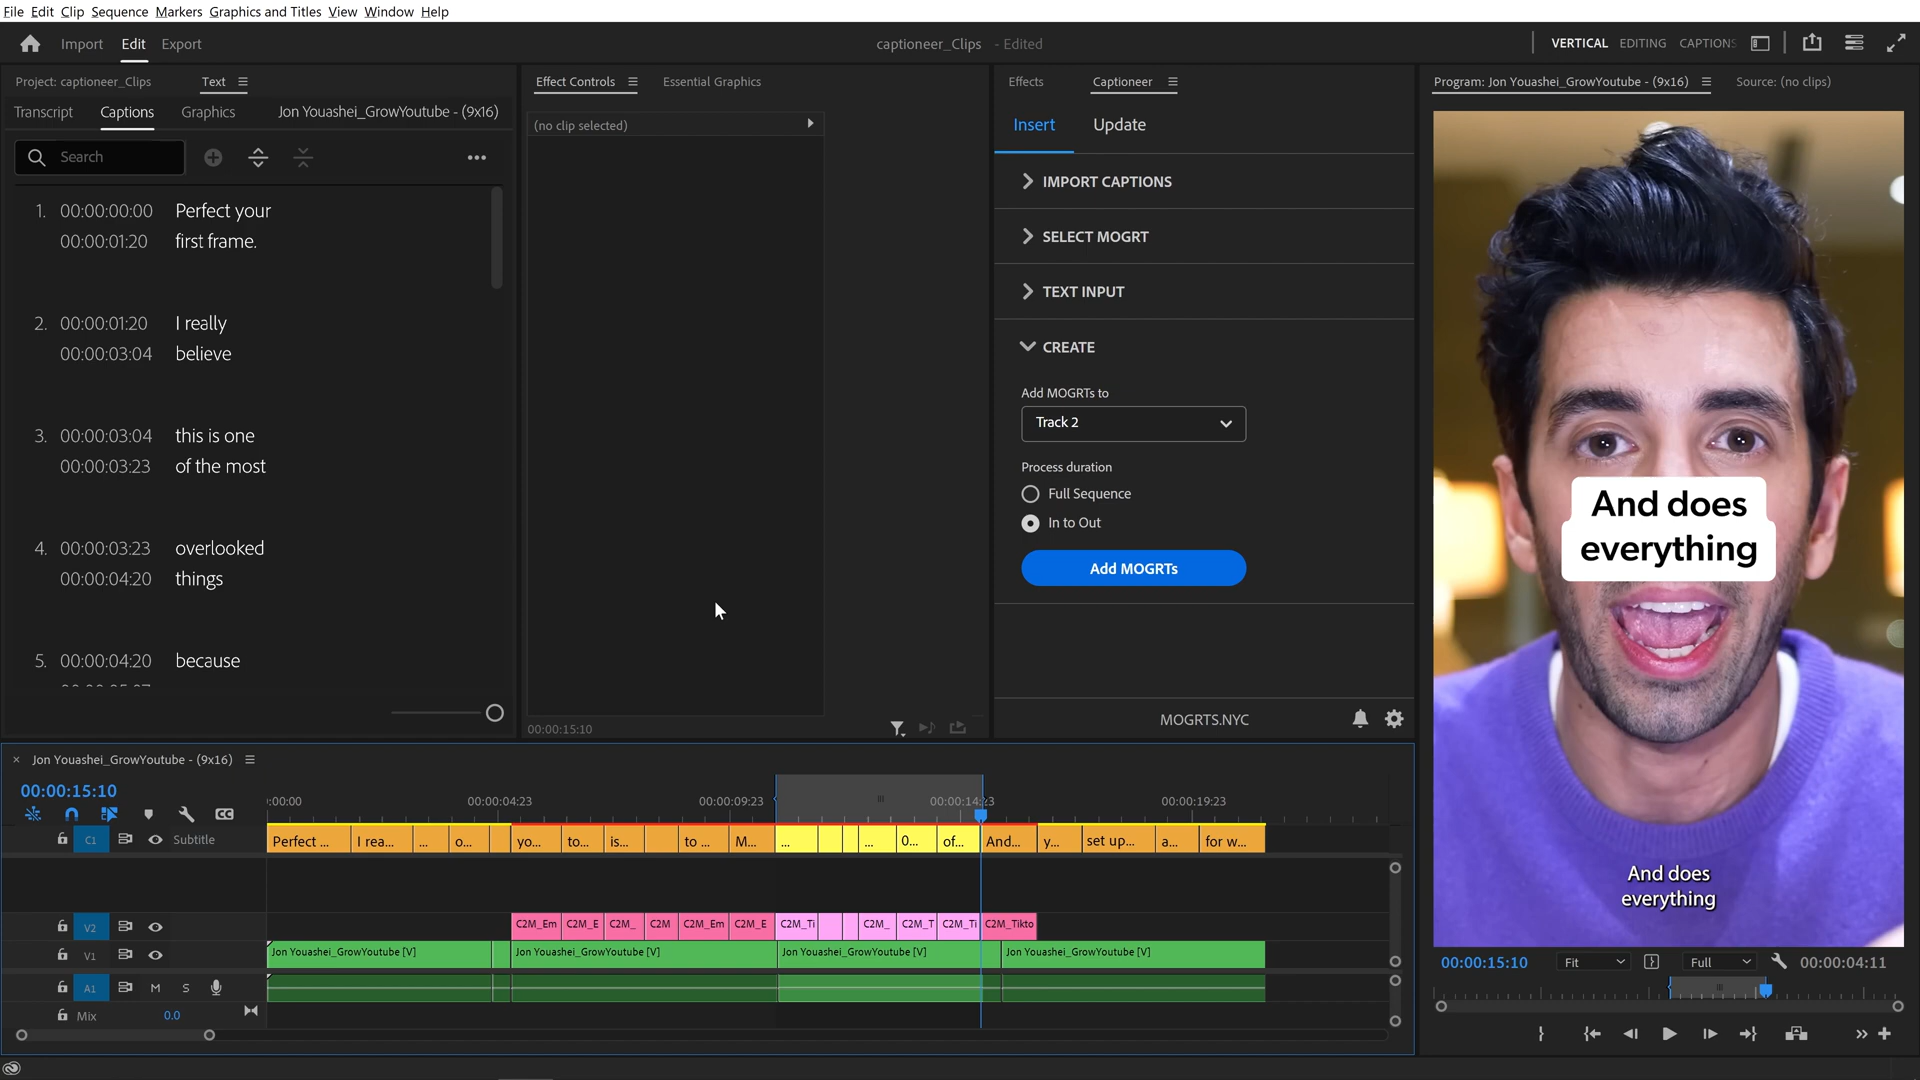 File Edit Clip Sequence Markers Graphics and Titles View Window Help
Import Edit Export
captioneer_Clips - Edited
VERTICAL EDITING CAPTIONS
Project: captioneer_Clips Text
Transcript Captions Graphics Jon Youashei_GrowYoutube - (9x16)
Search
1. 00:00:00:00 Perfect your
00:00:01:20 first frame.
2. 00:00:01:20 I really
00:00:03:04 believe
3. 00:00:03:04 this is one
00:00:03:23 of the most
4. 00:00:03:23 overlooked
00:00:04:20 things
5. 00:00:04:20 because
Effect Controls Essential Graphics
(no clip selected)
00:00:15:10
Effects Captioneer
Insert Update
IMPORT CAPTIONS
SELECT MOGRT
TEXT INPUT
CREATE
Add MOGRTs to
Track 2
Process duration
Full Sequence
In to Out
Add MOGRTs
MOGRTS.NYC
Program: Jon Youashei_GrowYoutube - (9x16) Source: (no clips)
And does
everything
And does
everything
00:00:15:10 Fit Full 00:00:04:11
× Jon Youashei_GrowYoutube - (9x16)
00:00:15:10
:00:00 00:00:04:23 00:00:09:23 00:00:14:23 00:00:19:23
C1 Subtitle Perfect ... I rea... ... o... yo... to... is... to ... M... ... ... 0... of... And... y... set up... a... for w...
V2 C2M_Em C2M_E C2M_ C2M C2M_Em C2M_E C2M_Ti C2M_ C2M_T C2M_Ti C2M_Tikto
V1 Jon Youashei_GrowYoutube [V] Jon Youashei_GrowYoutube [V] Jon Youashei_GrowYoutube [V] Jon Youashei_GrowYoutube [V]
A1 M S
Mix 0.0